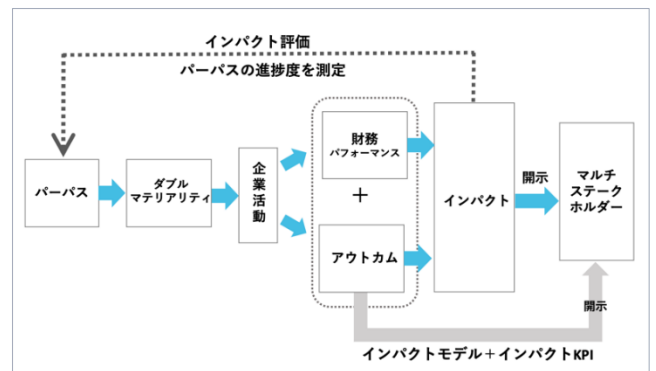 インパクト評価
パーパスの進捗度を測定
パーパス
ダブル
マテリアリティ
企業活動
財務
パフォーマンス
+
アウトカム
インパクト
開示
マルチ
ステーク
ホルダー
開示
インパクトモデル＋インパクトKPI